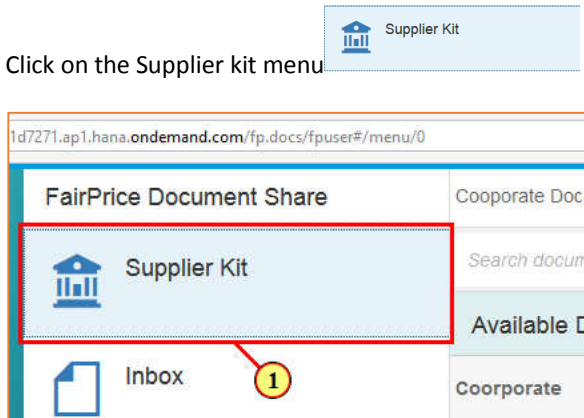 Supplier Kit
Click on the Supplier kit menu
1d7271.ap1.hana.ondemand.com/fp.docs/fpuser#/menu/0
FairPrice Document Share
Cooporate Doc
Supplier Kit
Search docum
Available D
Inbox
1
Coorporate